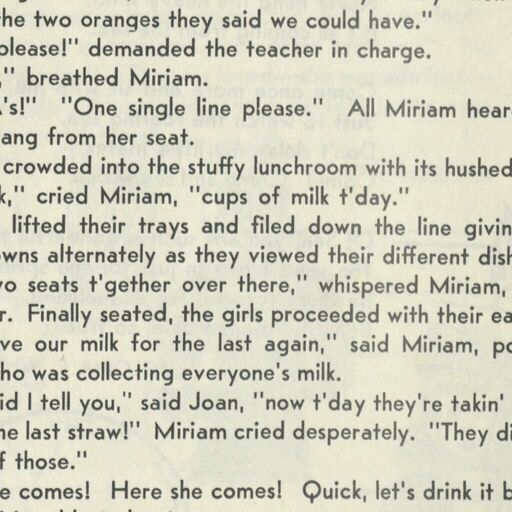 the two oranges they said we could have."
please!" demanded the teacher in charge.
," breathed Miriam.
's!" "One single line please." All Miriam hear
ang from her seat.
crowded into the stuffy lunchroom with its hushed
k," cried Miriam, "cups of milk t'day."
lifted their trays and filed down the line givin
owns alternately as they viewed their different dish
wo seats t'gether over there," whispered Miriam,
r. Finally seated, the girls proceeded with their ea
ve our milk for the last again," said Miriam, po
ho was collecting everyone's milk.
id I tell you," said Joan, "now t'day they're takin'
he last straw!" Miriam cried desperately. "They di
f those."
e comes! Here she comes! Quick, let's drink it b